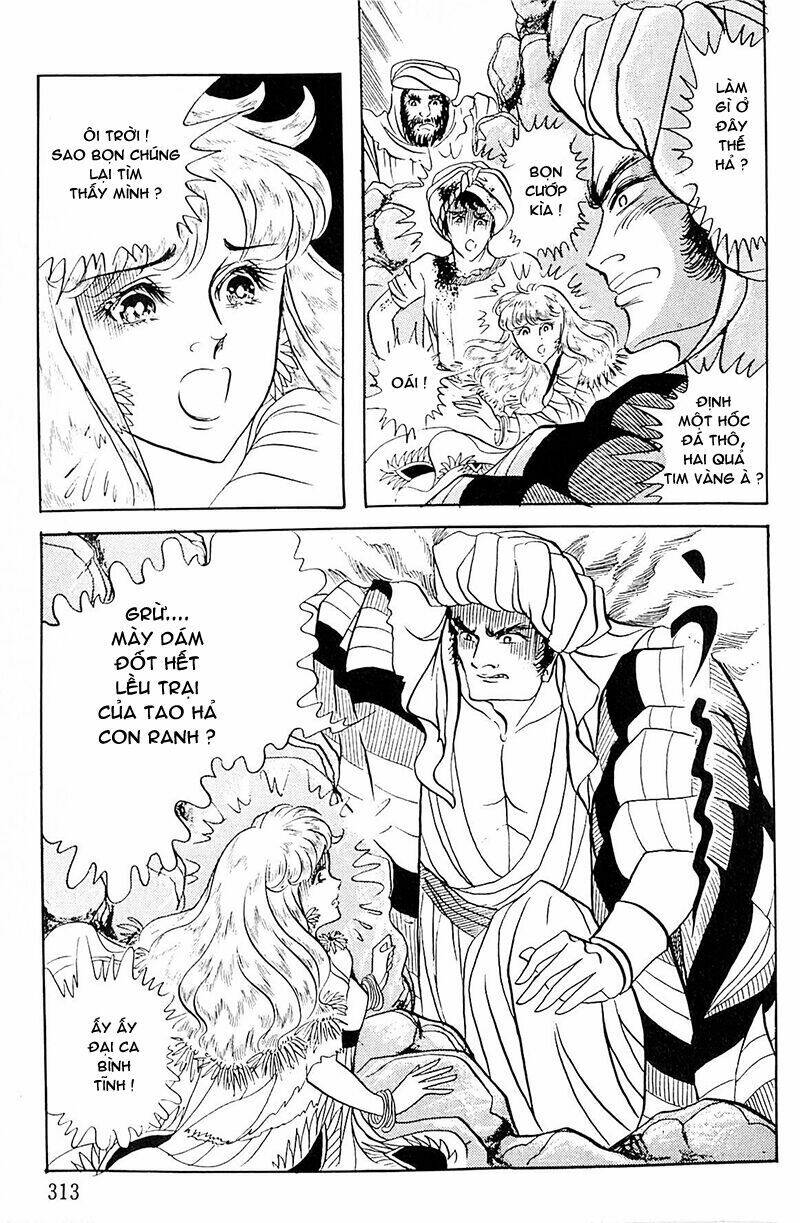 LÀM
GÌ Ở
ĐÂY
THẾ
HẢ ?
BỌN
CƯỚP
KÌA !
OÁI !
ĐỊNH
MỘT HỐC
ĐÁ THÔ,
HAI QUẢ
TIM VÀNG À ?
ÔI TRỜI !
SAO BỌN CHÚNG
LẠI TÌM
THẤY MÌNH ?
GRỪ....
MÀY DÁM
ĐỐT HẾT
LỀU TRẠI
CỦA TAO HẢ
CON RANH ?
ẤY ẤY
ĐẠI CA
BÌNH
TĨNH !
313